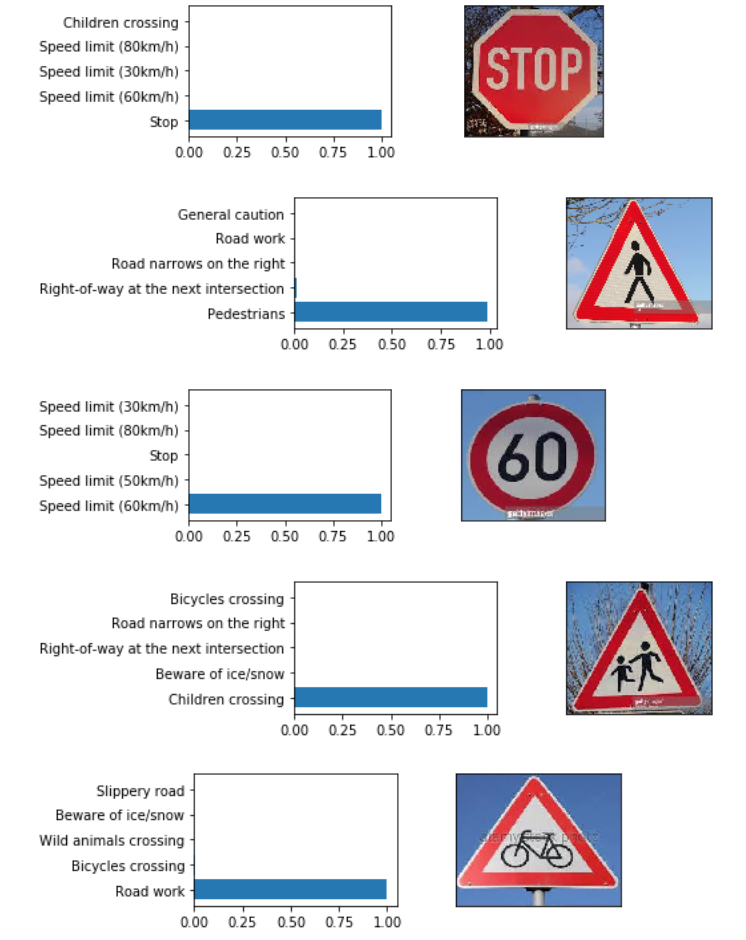 Children crossing
Speed limit (80km/h)
Speed limit (30km/h)
Speed limit (60km/h)
Stop
0.00 0.25 0.50 0.75 1.00
STOP
General caution
Road work
Road narrows on the right
Right-of-way at the next intersection
Pedestrians
0.00 0.25 0.50 0.75 1.00
Speed limit (30km/h)
Speed limit (80km/h)
Stop
Speed limit (50km/h)
Speed limit (60km/h)
0.00 0.25 0.50 0.75 1.00
60
Bicycles crossing
Road narrows on the right
Right-of-way at the next intersection
Beware of ice/snow
Children crossing
0.00 0.25 0.50 0.75 1.00
Slippery road
Beware of ice/snow
Wild animals crossing
Bicycles crossing
Road work
0.00 0.25 0.50 0.75 1.00